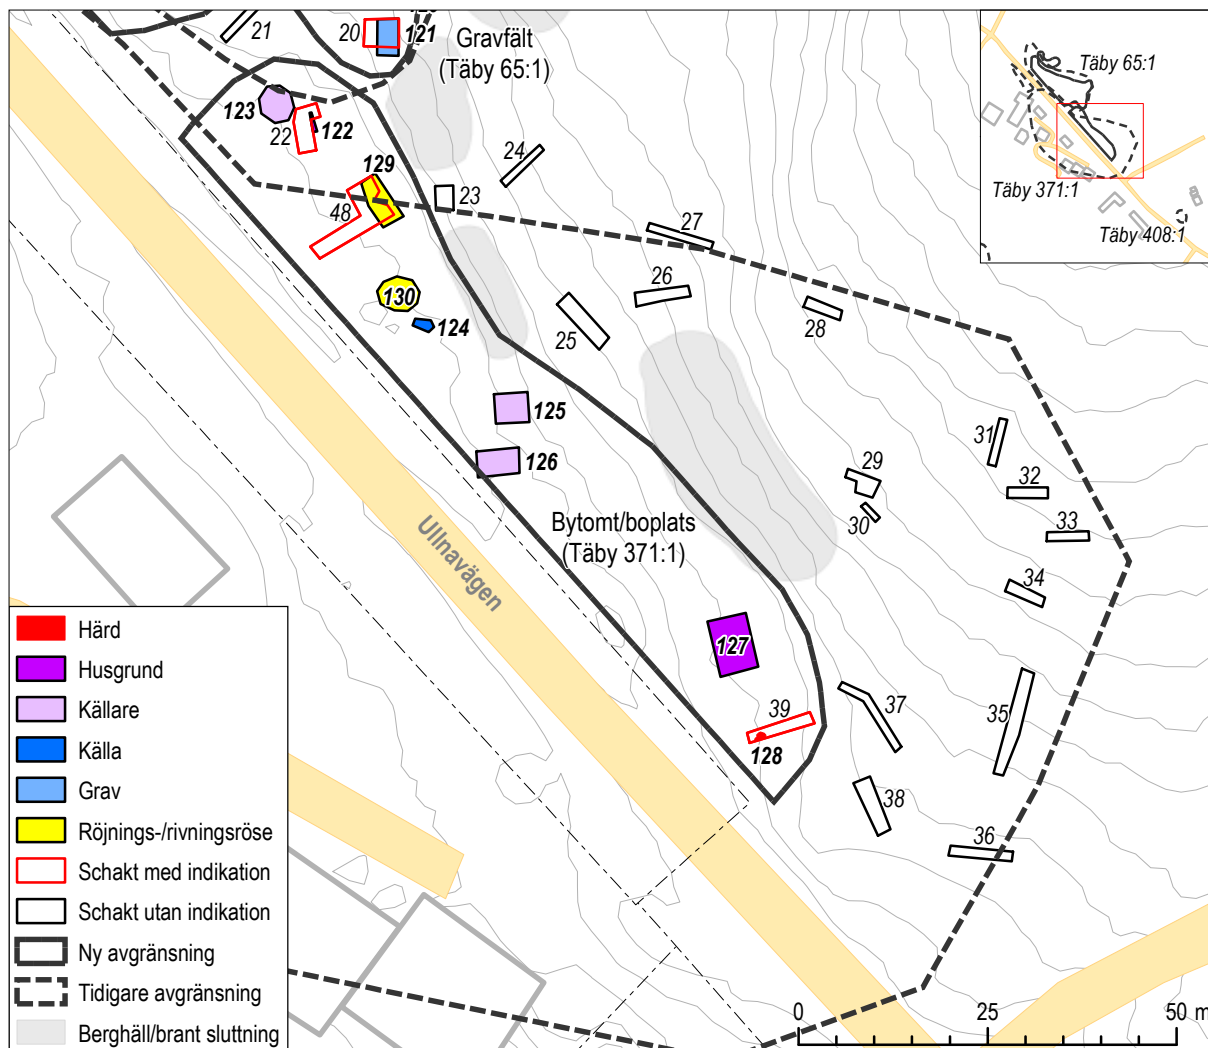 21
20
121
Gravfält
(Täby 65:1)
Täby 65:1
Täby 371:1
Täby 408:1
123
22
122
24
129
23
48
27
26
130
124
25
28
125
126
31
29
32
30
33
Bytomt/boplats
(Täby 371:1)
34
Ullnavägen
127
37
35
39
128
38
36
Härd
Husgrund
Källare
Källa
Grav
Röjnings-/rivningsröse
Schakt med indikation
Schakt utan indikation
Ny avgränsning
Tidigare avgränsning
Berghäll/brant sluttning
0 25 50 m